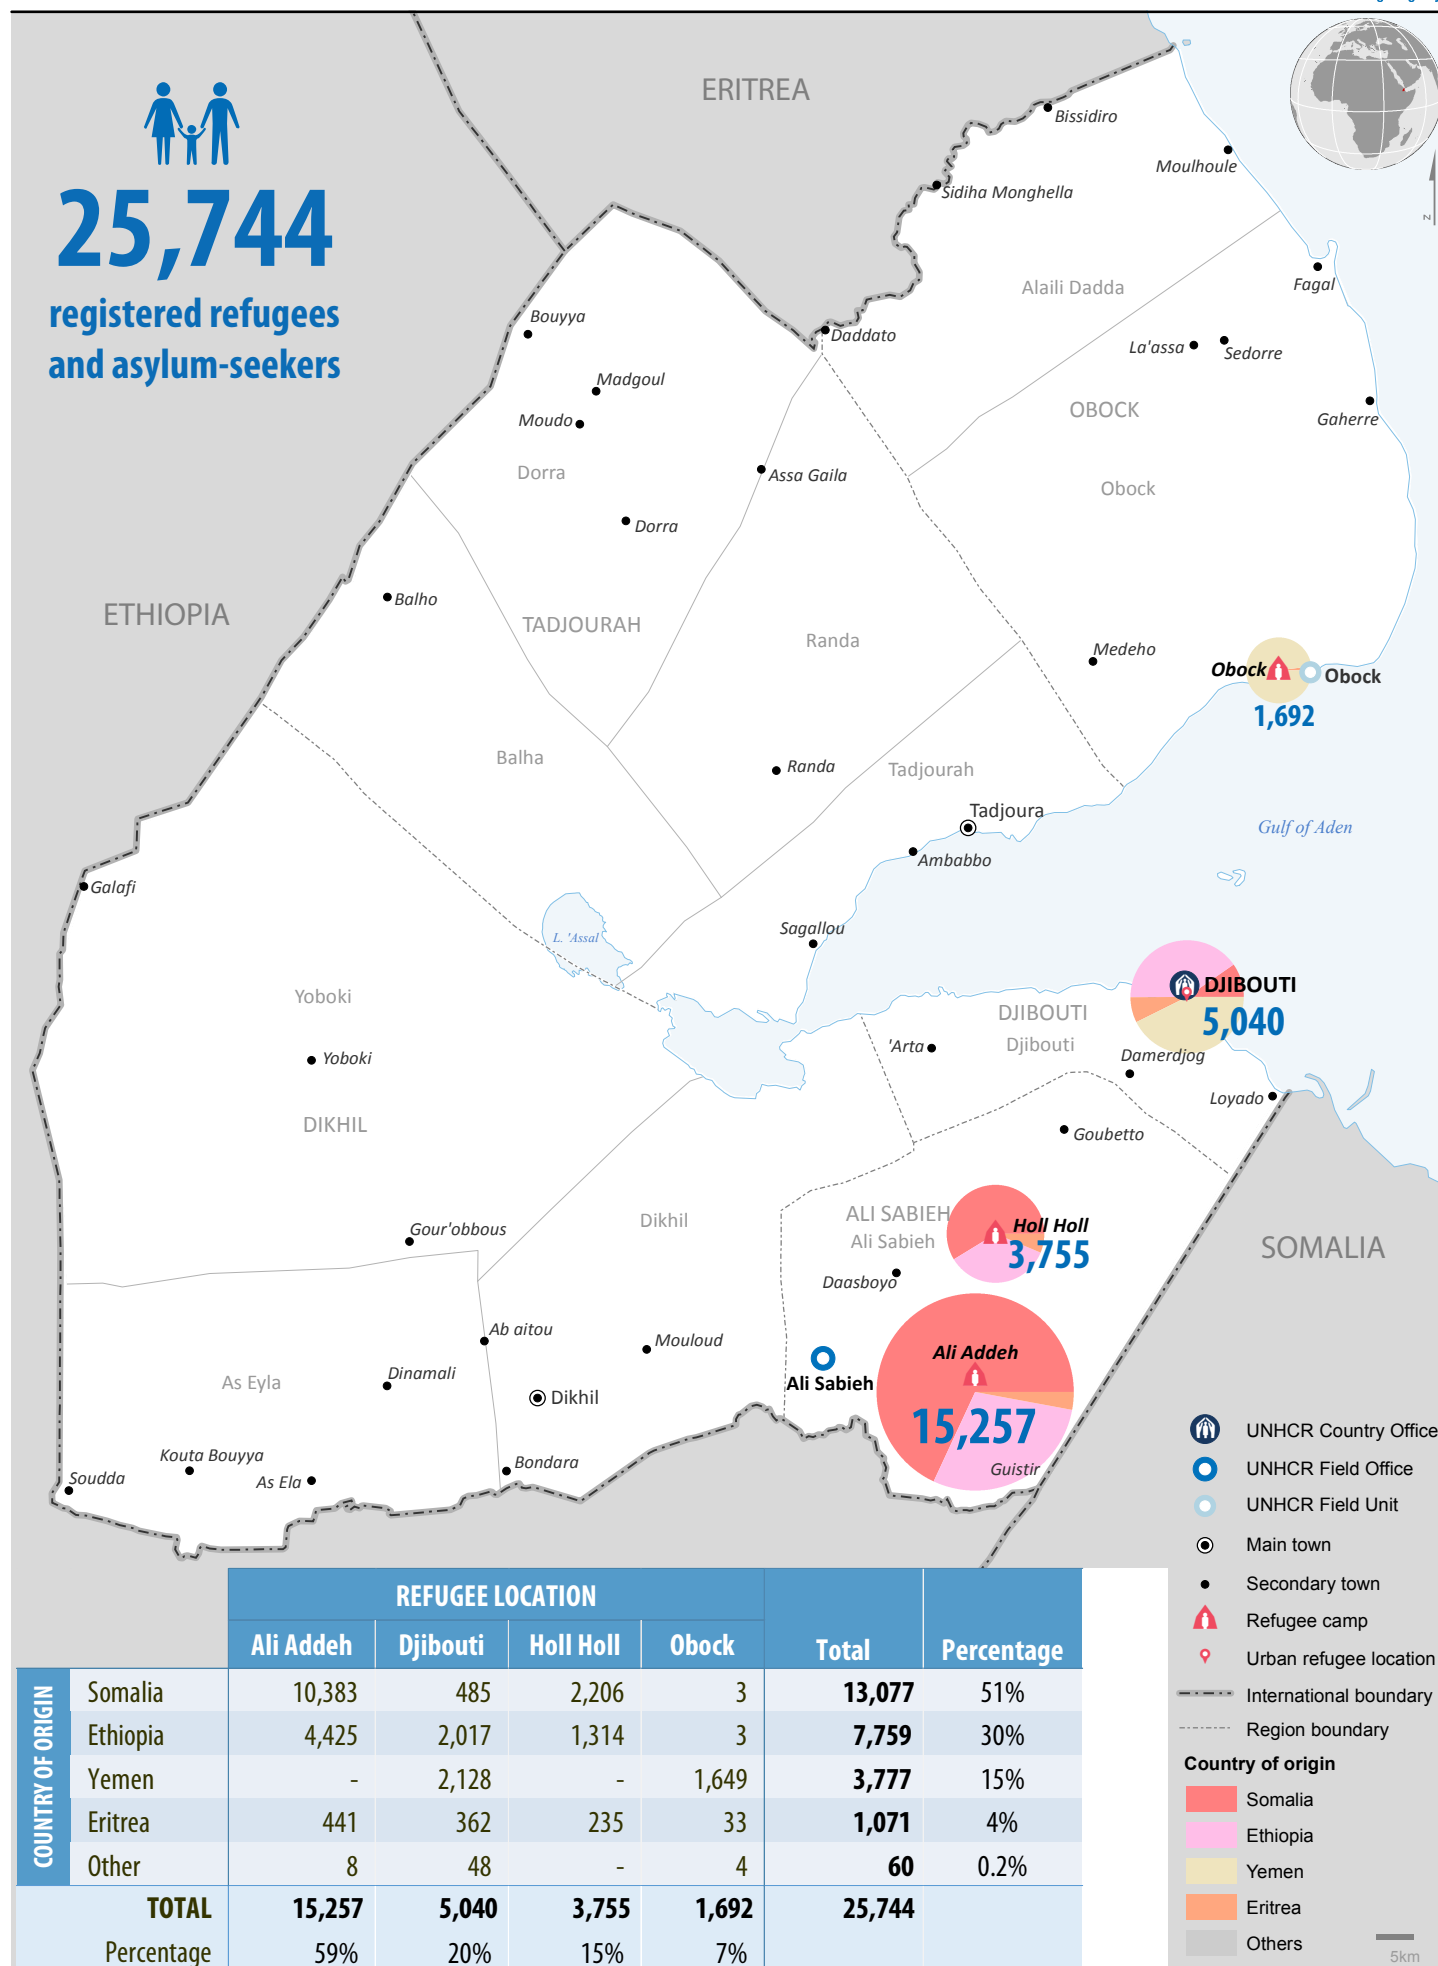 ERITREA
25,744
registered refugees
and asylum-seekers
Bissidiro
Moulhoule
Sidiha Monghella
N
Alaili Dadda
Fagal
Bouyya
Daddato
La'assa
Sedorre
Madgoul
Moudo
OBOCK
Gaherre
Dorra
Assa Gaila
Obock
Dorra
Balho
ETHIOPIA
TADJOURAH
Randa
Medeho
Obock
Obock
1,692
Balha
Randa
Tadjourah
Tadjoura
Gulf of Aden
Ambabbo
Galafi
Sagallou
L. 'Assal
DJIBOUTI
5,040
Yoboki
DJIBOUTI
Djibouti
'Arta
Damerdjog
Yoboki
Loyado
DIKHIL
Goubetto
Dikhil
ALI SABIEH
Ali Sabieh
Holl Holl
3,755
Gour'obbous
SOMALIA
Daasboyo
Ab aitou
Mouloud
Ali Addeh
Dinamali
As Eyla
Ali Sabieh
Dikhil
15,257
Kouta Bouyya
Bondara
Guistir
Soudda
As Ela
UNHCR Country Office
UNHCR Field Office
UNHCR Field Unit
Main town
Secondary town
Refugee camp
Urban refugee location
International boundary
Region boundary
Country of origin
Somalia
Ethiopia
Yemen
Eritrea
Others
5km
REFUGEE LOCATION
Ali Addeh Djibouti Holl Holl Obock Total Percentage
COUNTRY OF ORIGIN
Somalia 10,383 485 2,206 3 13,077 51%
Ethiopia 4,425 2,017 1,314 3 7,759 30%
Yemen - 2,128 - 1,649 3,777 15%
Eritrea 441 362 235 33 1,071 4%
Other 8 48 - 4 60 0.2%
TOTAL 15,257 5,040 3,755 1,692 25,744
Percentage 59% 20% 15% 7%